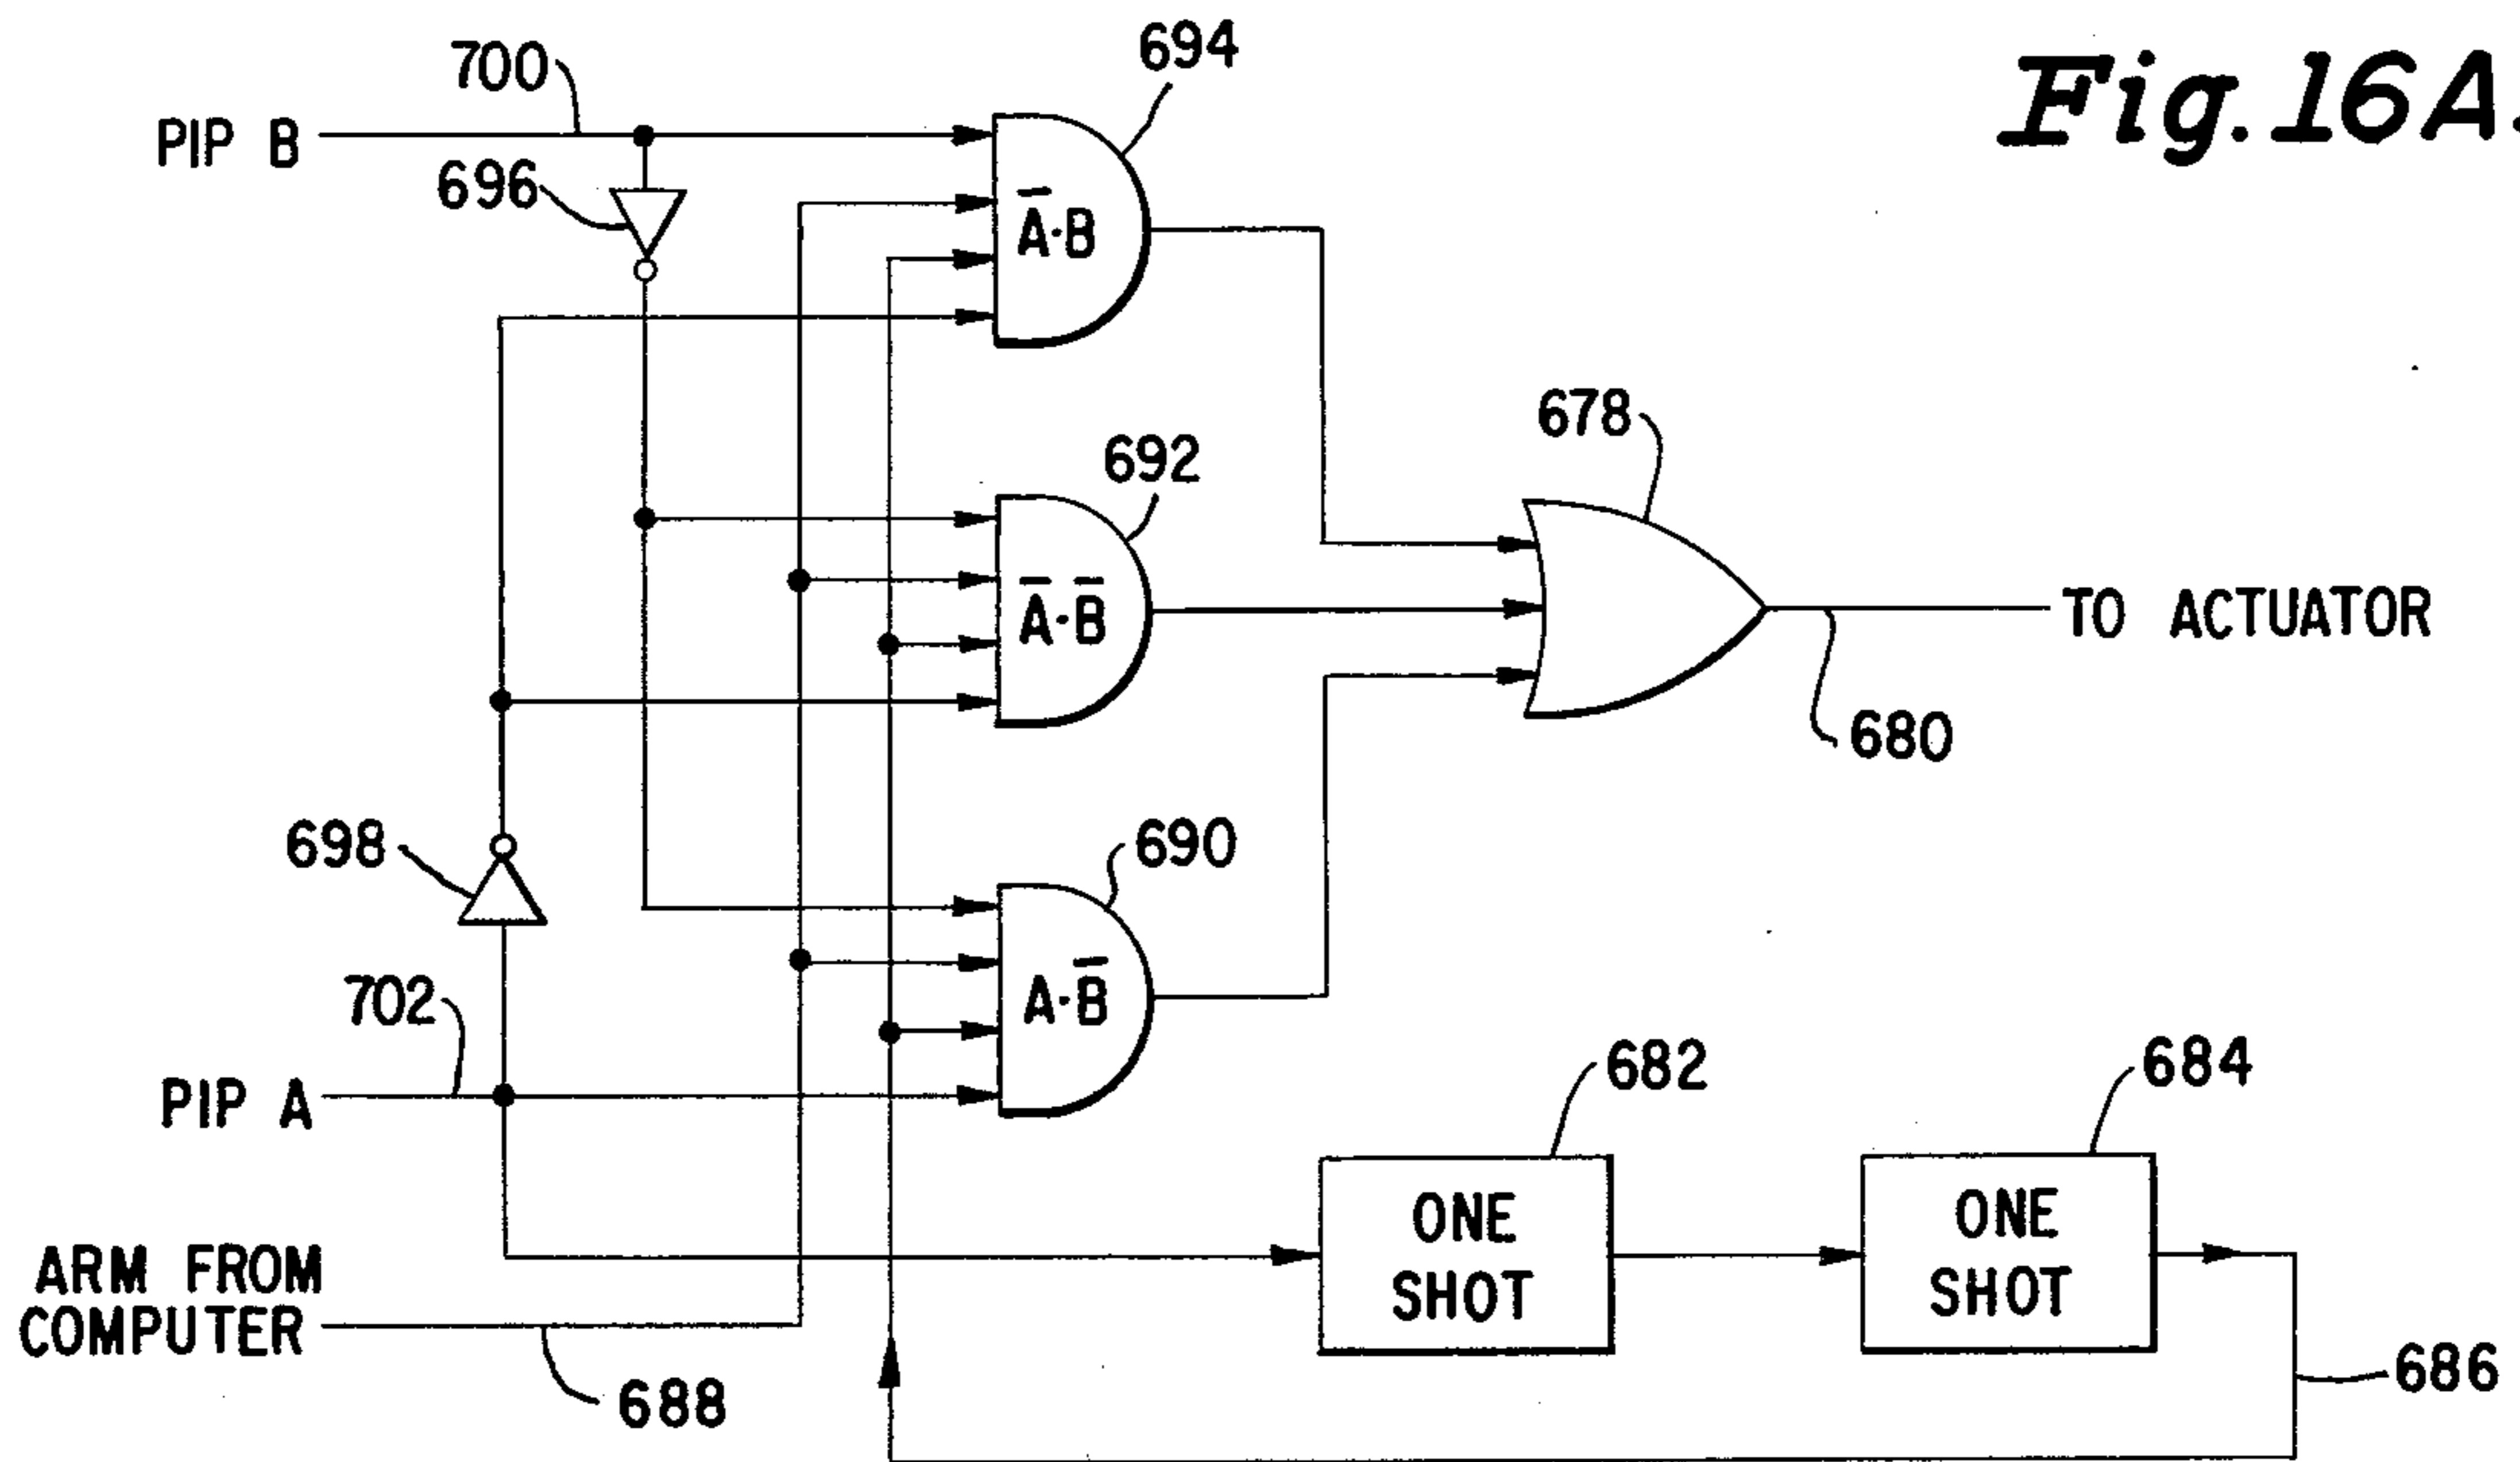 Fig. 16A.
694
700
PIP B
696
A̅·B
678
692
A̅·B̅
TO ACTUATOR
680
698
690
A·B̅
702
PIP A
682
684
ONE
SHOT
ONE
SHOT
ARM FROM
COMPUTER
688
686